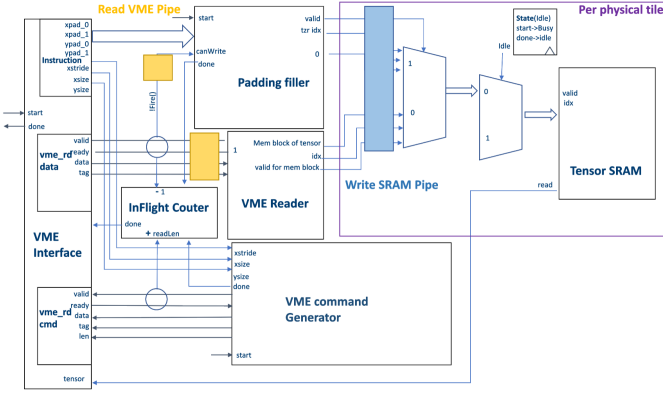 Read VME Pipe
Per physical tile
xpad_0
xpad_1
ypad_0
ypad_1
Instruction
xstride
xsize
ysize
start
canWrite
done
valid
tzr idx
0
Padding filler
State(Idle)
start->Busy
done->idle
Idle
1
0
0
1
valid
idx
Tensor SRAM
read
!Fire()
start
done
vme_rd
data
valid
ready
data
tag
1
Mem block of tensor
idx
valid for mem block
VME Reader
Write SRAM Pipe
- 1
InFlight Couter
+ readLen
done
VME
Interface
xstride
xsize
ysize
done
VME command
Generator
start
vme_rd
cmd
valid
ready
data
tag
len
tensor